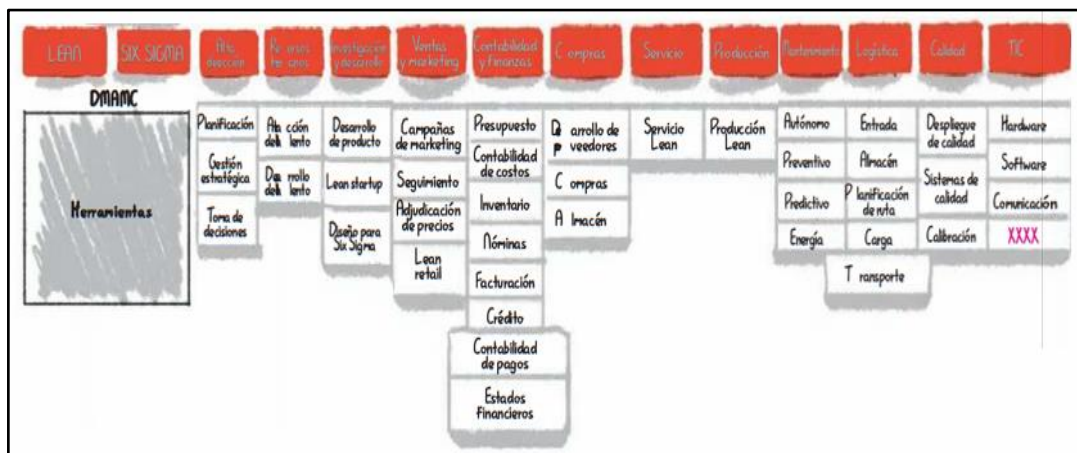 LEAN
SIX SIGMA
Alta
dirección
Recursos
humanos
Investigación
y desarrollo
Ventas
y marketing
Contabilidad
y finanzas
Compras
Servicio
Producción
Mantenimiento
Logística
Calidad
TIC
DMAMC
Herramientas
Planificación
Gestión
estratégica
Toma de
decisiones
Desarrollo
de producto
Lean startup
Diseño para
Six Sigma
Campañas
de marketing
Seguimiento
Adjudicación
de precios
Lean
retail
Presupuesto
Contabilidad
de costos
Inventario
Nóminas
Facturación
Crédito
Contabilidad
de pagos
Estados
financieros
Compras
Almacén
Servicio
Lean
Producción
Lean
Autónomo
Preventivo
Predictivo
Energía
Entrada
Almacén
Planificación
de ruta
Carga
Transporte
Despliegue
de calidad
Sistemas
de calidad
Calibración
Hardware
Software
Comunicación
XXXX